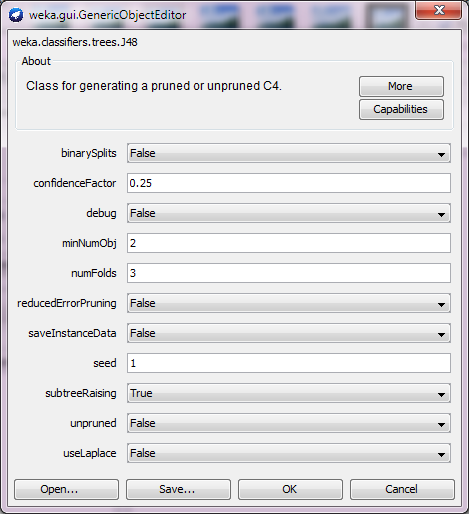 weka.gui.GenericObjectEditor
weka.classifiers.trees.J48
About
Class for generating a pruned or unpruned C4.
More
Capabilities
binarySplits False
confidenceFactor 0.25
debug False
minNumObj 2
numFolds 3
reducedErrorPruning False
saveInstanceData False
seed 1
subtreeRaising True
unpruned False
useLaplace False
Open... Save... OK Cancel